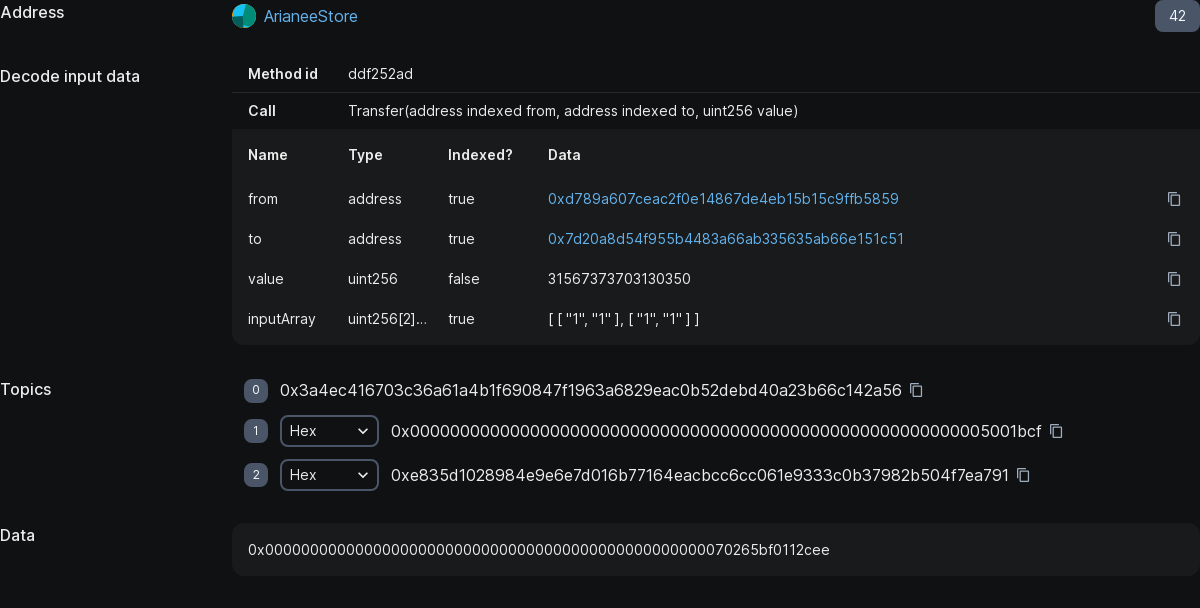 Address
ArianeeStore
42
Decode input data
Method id ddf252ad
Call Transfer(address indexed from, address indexed to, uint256 value)
Name Type Indexed? Data
from address true 0xd789a607ceac2f0e14867de4eb15b15c9ffb5859
to address true 0x7d20a8d54f955b4483a66ab335635ab66e151c51
value uint256 false 31567373703130350
inputArray uint256[2]... true [ [ "1", "1" ], [ "1", "1" ] ]
Topics
0 0x3a4ec416703c36a61a4b1f690847f1963a6829eac0b52debd40a23b66c142a56
1 Hex 0x0000000000000000000000000000000000000000000000000000000005001bcf
2 Hex 0xe835d1028984e9e6e7d016b77164eacbcc6cc061e9333c0b37982b504f7ea791
Data
0x0000000000000000000000000000000000000000000000000070265bf0112cee